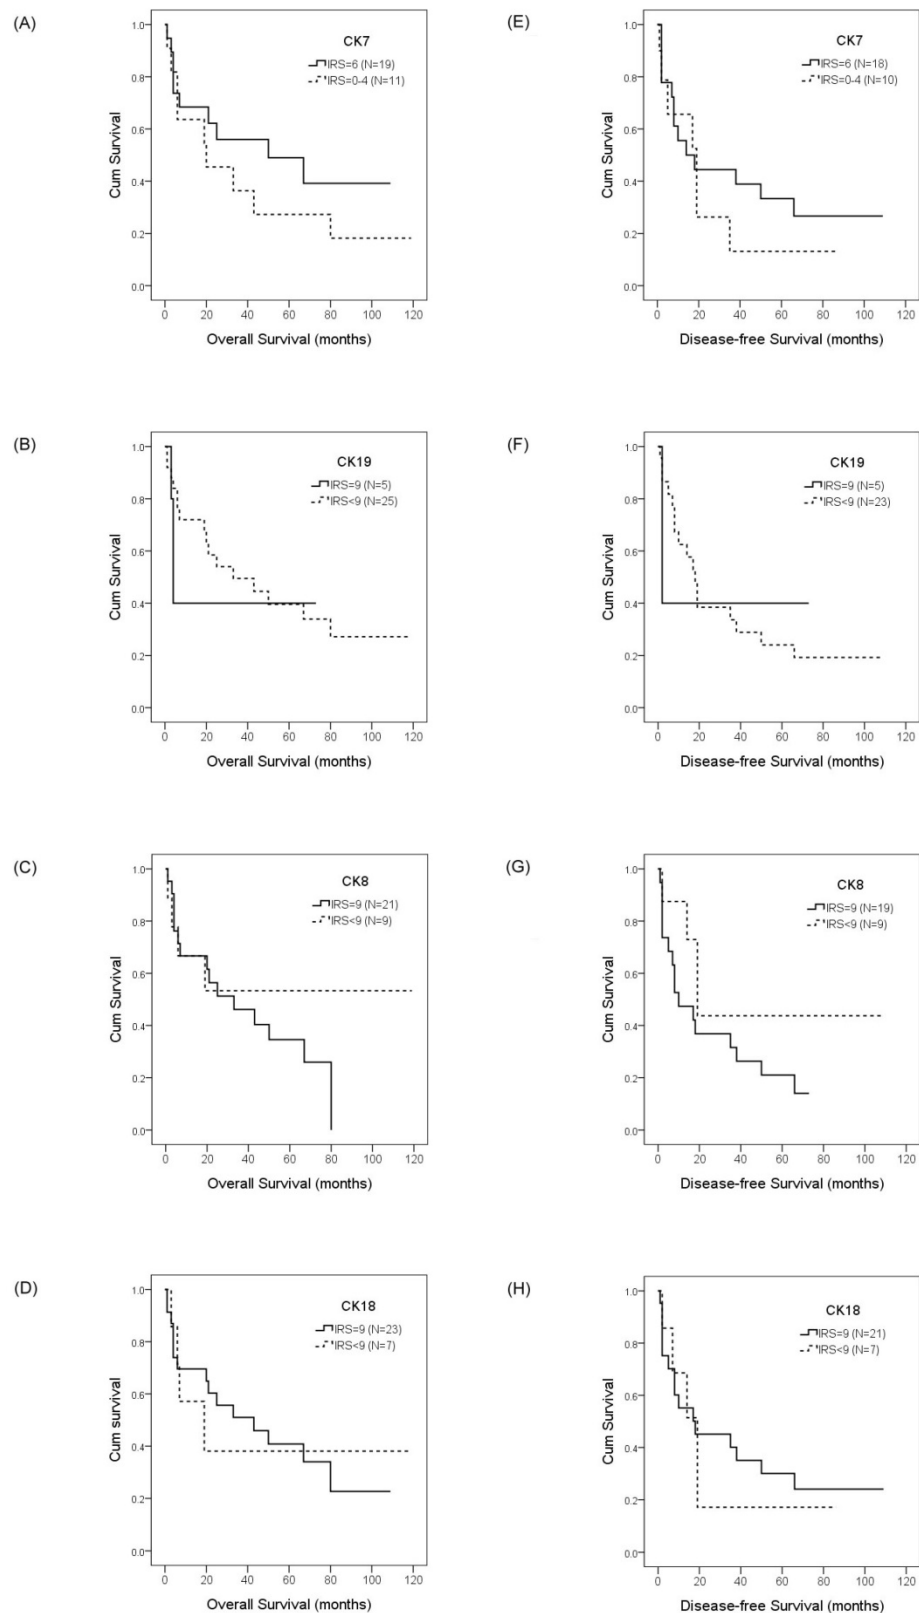 (A)
CK7
IRS=6 (N=19)
IRS=0-4 (N=11)
Cum Survival
1.0
0.8
0.6
0.4
0.2
0.0
0 20 40 60 80 100 120
Overall Survival (months)
(E)
CK7
IRS=6 (N=18)
IRS=0-4 (N=10)
Cum Survival
1.0
0.8
0.6
0.4
0.2
0.0
0 20 40 60 80 100 120
Disease-free Survival (months)
(B)
CK19
IRS=9 (N=5)
IRS<9 (N=25)
Cum Survival
1.0
0.8
0.6
0.4
0.2
0.0
0 20 40 60 80 100 120
Overall Survival (months)
(F)
CK19
IRS=9 (N=5)
IRS<9 (N=23)
Cum Survival
1.0
0.8
0.6
0.4
0.2
0.0
0 20 40 60 80 100 120
Disease-free Survival (months)
(C)
CK8
IRS=9 (N=21)
IRS<9 (N=9)
Cum Survival
1.0
0.8
0.6
0.4
0.2
0.0
0 20 40 60 80 100 120
Overall Survival (months)
(G)
CK8
IRS=9 (N=19)
IRS<9 (N=9)
Cum Survival
1.0
0.8
0.6
0.4
0.2
0.0
0 20 40 60 80 100 120
Disease-free Survival (months)
(D)
CK18
IRS=9 (N=23)
IRS<9 (N=7)
Cum survival
1.0
0.8
0.6
0.4
0.2
0.0
0 20 40 60 80 100 120
Overall Survival (months)
(H)
CK18
IRS=9 (N=21)
IRS<9 (N=7)
Cum Survival
1.0
0.8
0.6
0.4
0.2
0.0
0 20 40 60 80 100 120
Disease-free Survival (months)